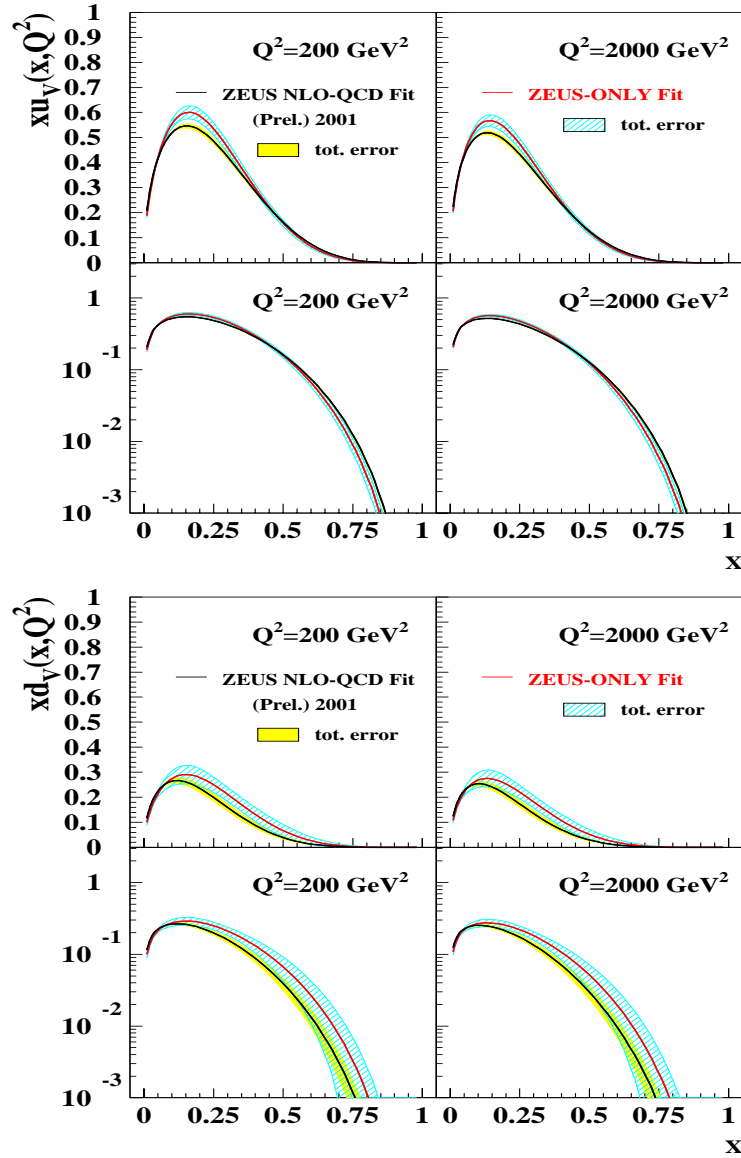 xu_V(x,Q^2)
1
0.9
0.8
0.7
0.6
0.5
0.4
0.3
0.2
0.1
0
Q^2=200 GeV^2
ZEUS NLO-QCD Fit
(Prel.) 2001
tot. error
Q^2=2000 GeV^2
ZEUS-ONLY Fit
tot. error
1
10^-1
10^-2
10^-3
Q^2=200 GeV^2
Q^2=2000 GeV^2
0 0.25 0.5 0.75 1
0 0.25 0.5 0.75 1
x
xd_V(x,Q^2)
1
0.9
0.8
0.7
0.6
0.5
0.4
0.3
0.2
0.1
0
Q^2=200 GeV^2
ZEUS NLO-QCD Fit
(Prel.) 2001
tot. error
Q^2=2000 GeV^2
ZEUS-ONLY Fit
tot. error
1
10^-1
10^-2
10^-3
Q^2=200 GeV^2
Q^2=2000 GeV^2
0 0.25 0.5 0.75 1
0 0.25 0.5 0.75 1
x